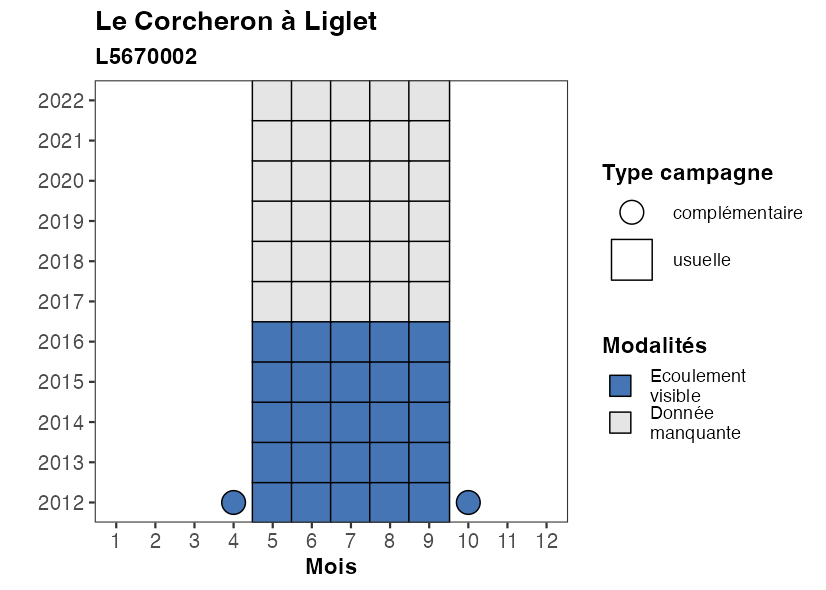 Le Corcheron à Liglet
L5670002
2022
2021
2020
2019
2018
2017
2016
2015
2014
2013
2012
1 2 3 4 5 6 7 8 9 10 11 12
Mois
Type campagne
complémentaire
usuelle
Modalités
Ecoulement
visible
Donnée
manquante